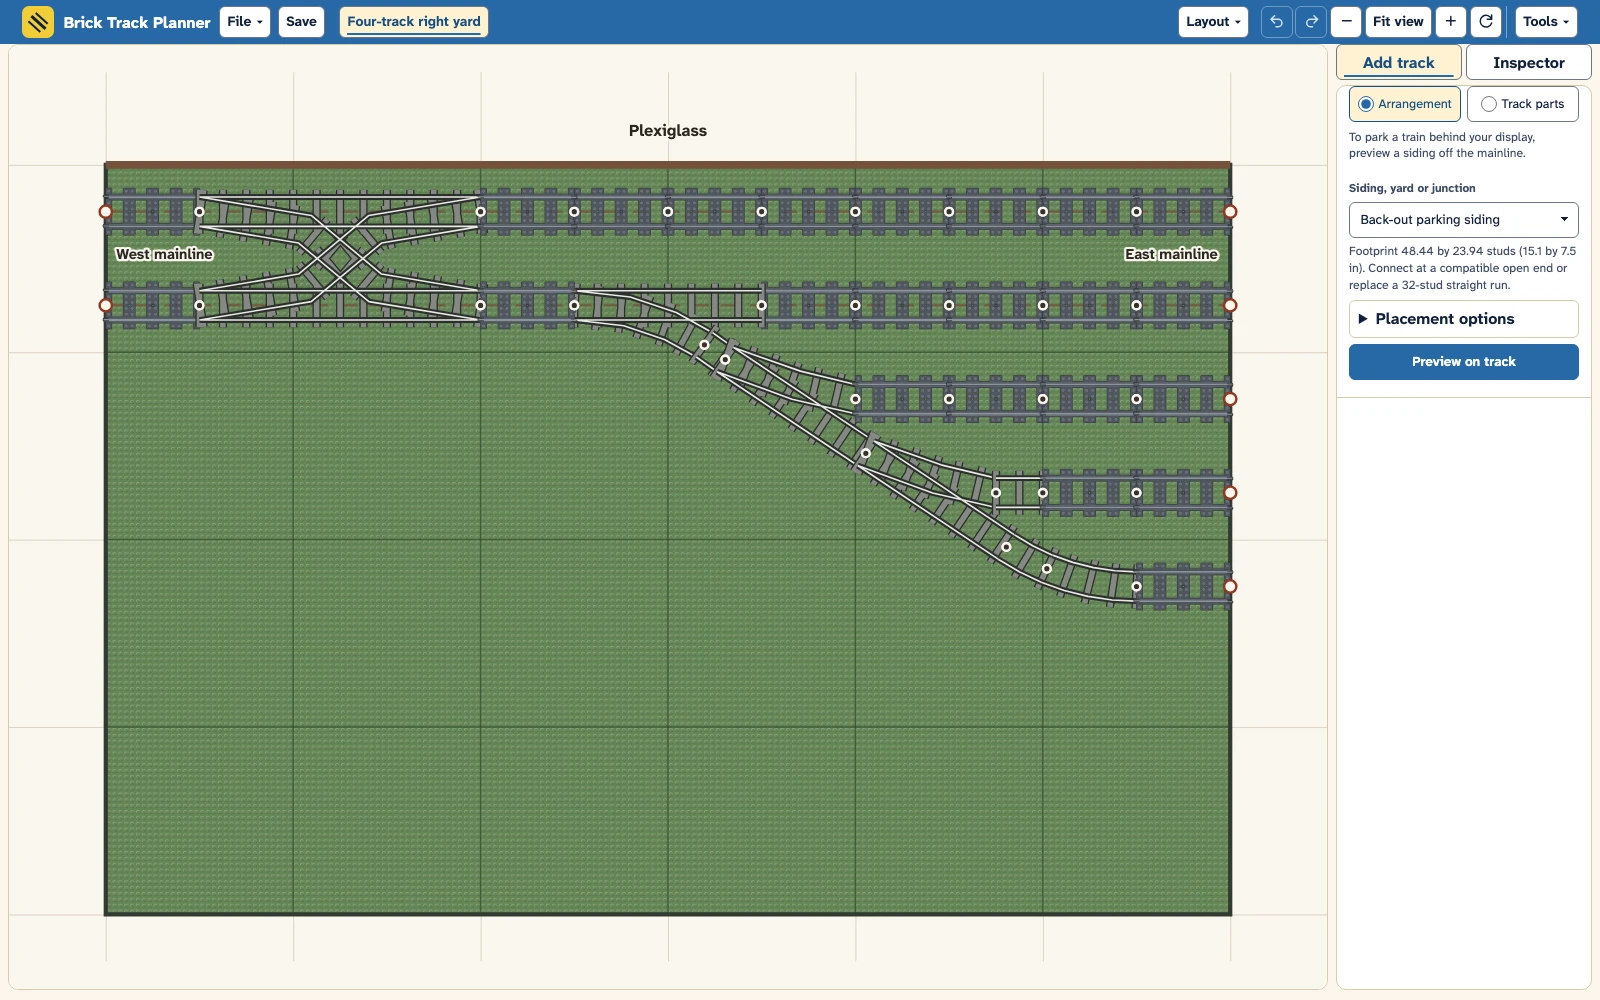 Brick Track Planner
File
Save
Four-track right yard
Layout
Fit view
Tools
Add track
Inspector
Arrangement
Track parts
To park a train behind your display,
preview a siding off the mainline.
Siding, yard or junction
Back-out parking siding
Footprint 48.44 by 23.94 studs (15.1 by 7.5
in). Connect at a compatible open end or
replace a 32-stud straight run.
Placement options
Preview on track
Plexiglass
West mainline
East mainline